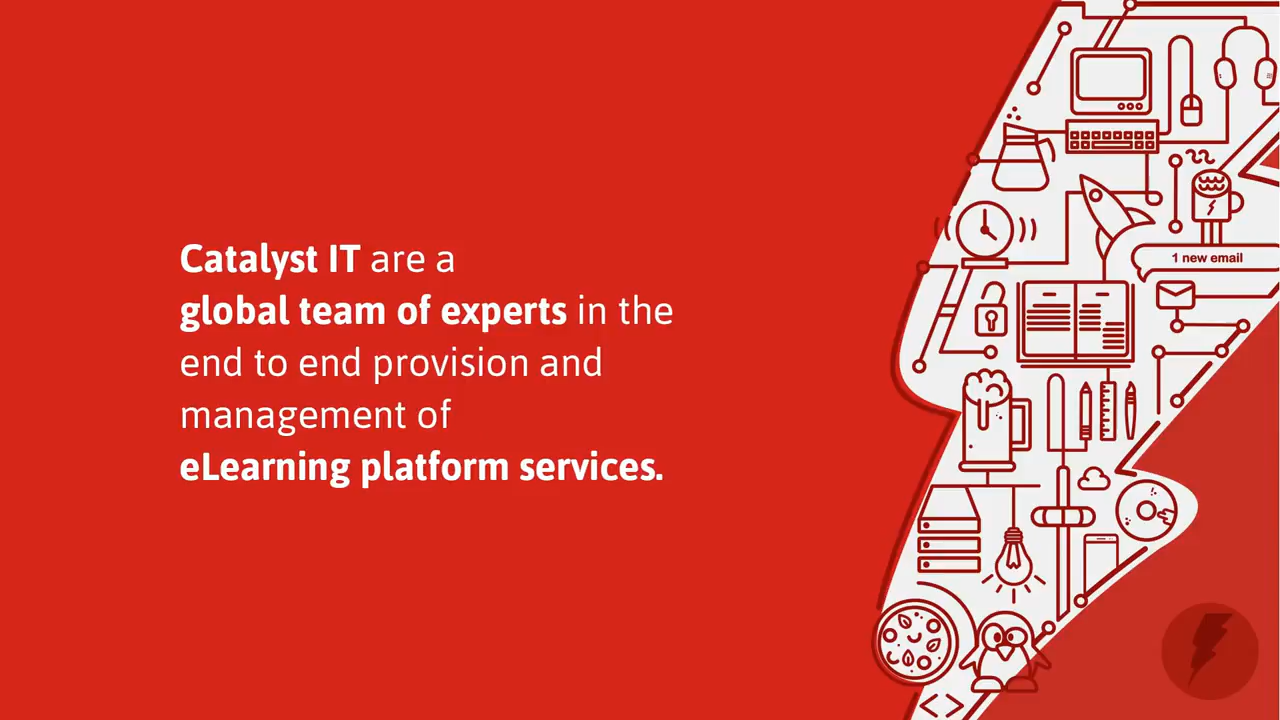 Catalyst IT are a
global team of experts in the
end to end provision and
management of
eLearning platform services.
1 new email